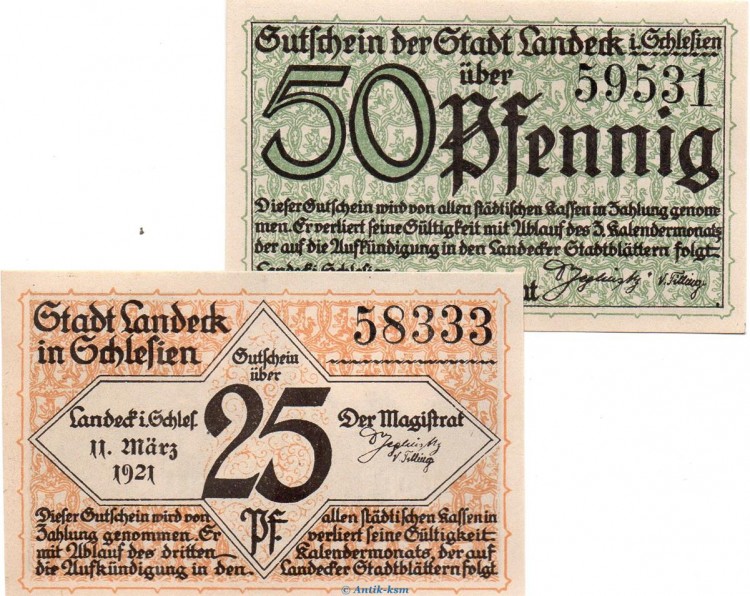 Gutschein der Stadt Landeck i. Schlesien
über 59531
50 Pfennig
Dieser Gutschein wird von allen städtischen Kassen in Zahlung genom=
men. Er verliert seine Gültigkeit mit Ablauf des 3. Kalendermonats
der auf die Aufkündigung in den Landecker Stadtblättern folgt.
Landeck i. Schlesien
Stadt Landeck
in Schlesien
58333
Gutschein
über
25
Pf.
Landeck i. Schles.
11. März
1921
Der Magistrat
Dieser Gutschein wird von allen städtischen Kassen in
Zahlung genommen. Er verliert seine Gültigkeit
mit Ablauf des dritten Kalendermonats, der auf
die Aufkündigung in den Landecker Stadtblättern folgt
© Antik-ksm